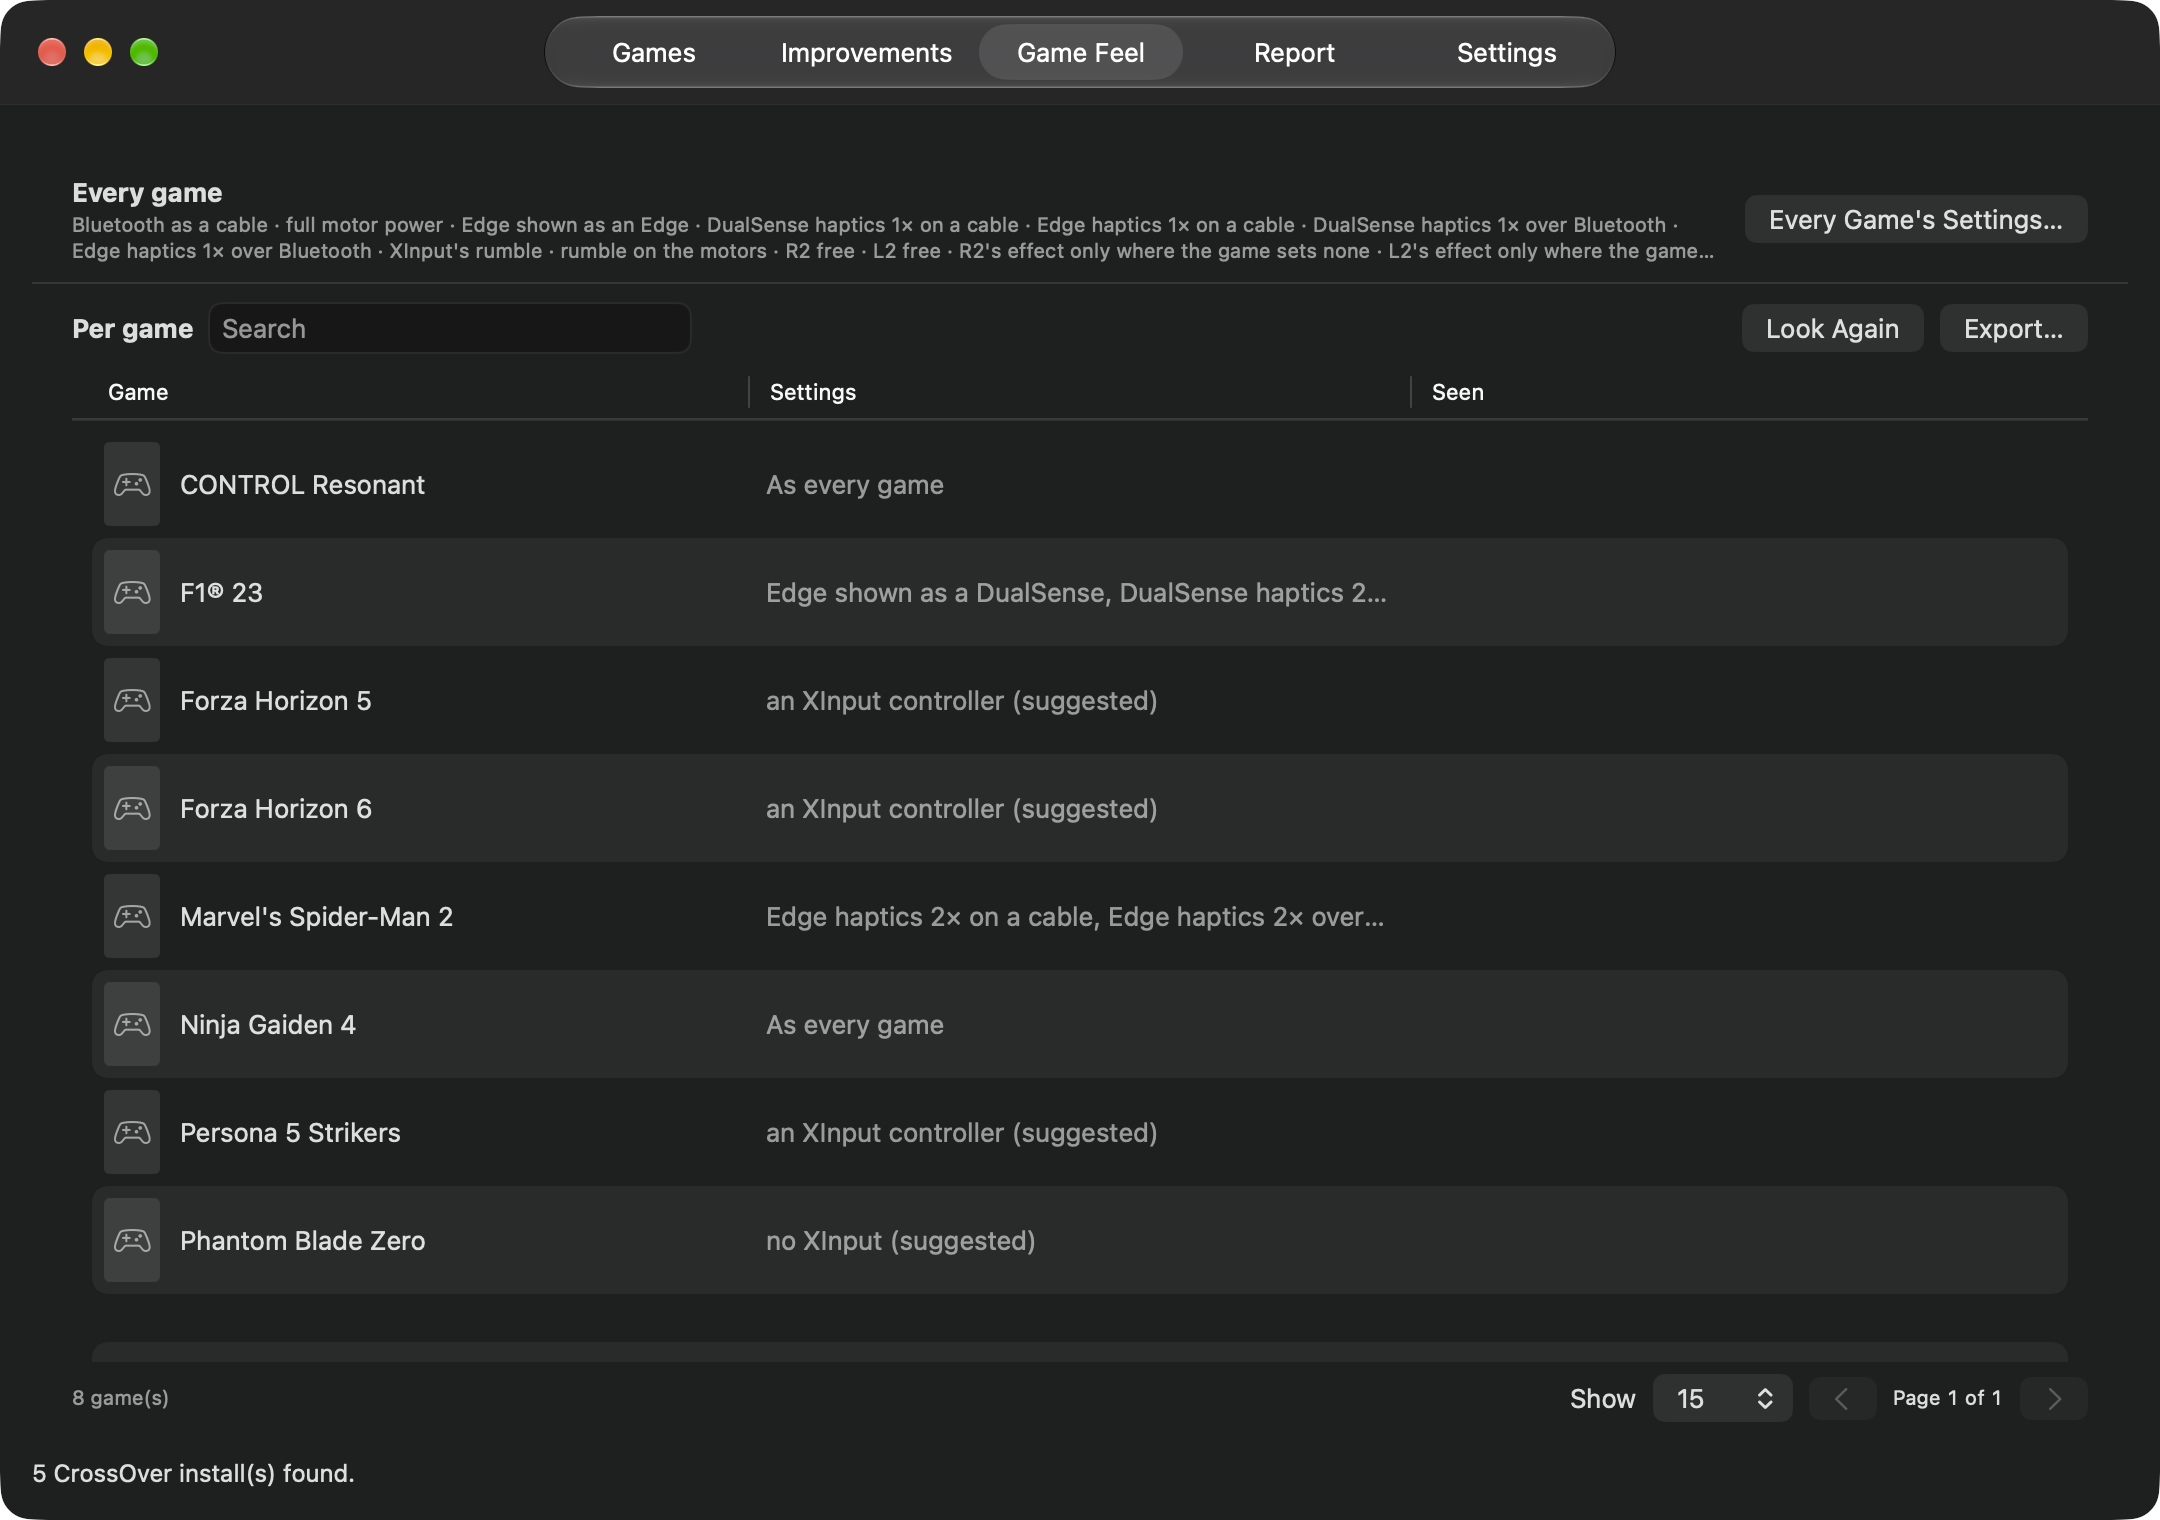 Games Improvements Game Feel Report Settings
Every game
Bluetooth as a cable · full motor power · Edge shown as an Edge · DualSense haptics 1× on a cable · Edge haptics 1× on a cable · DualSense haptics 1× over Bluetooth ·
Edge haptics 1× over Bluetooth · XInput's rumble · rumble on the motors · R2 free · L2 free · R2's effect only where the game sets none · L2's effect only where the game…
Every Game's Settings…
Per game Search Look Again Export…
Game Settings Seen
CONTROL Resonant As every game
F1® 23 Edge shown as a DualSense, DualSense haptics 2…
Forza Horizon 5 an XInput controller (suggested)
Forza Horizon 6 an XInput controller (suggested)
Marvel's Spider-Man 2 Edge haptics 2× on a cable, Edge haptics 2× over…
Ninja Gaiden 4 As every game
Persona 5 Strikers an XInput controller (suggested)
Phantom Blade Zero no XInput (suggested)
8 game(s) Show 15 Page 1 of 1
5 CrossOver install(s) found.